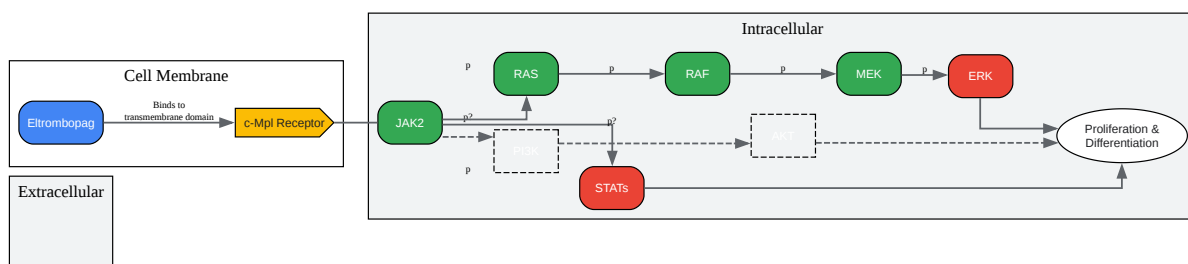 Intracellular
Cell Membrane
p
RAS
p
RAF
p
MEK
p
ERK
Eltrombopag
Binds to
transmembrane domain
c-Mpl Receptor
JAK2
p?
p?
PI3K
AKT
Proliferation &
Differentiation
p
STATs
Extracellular